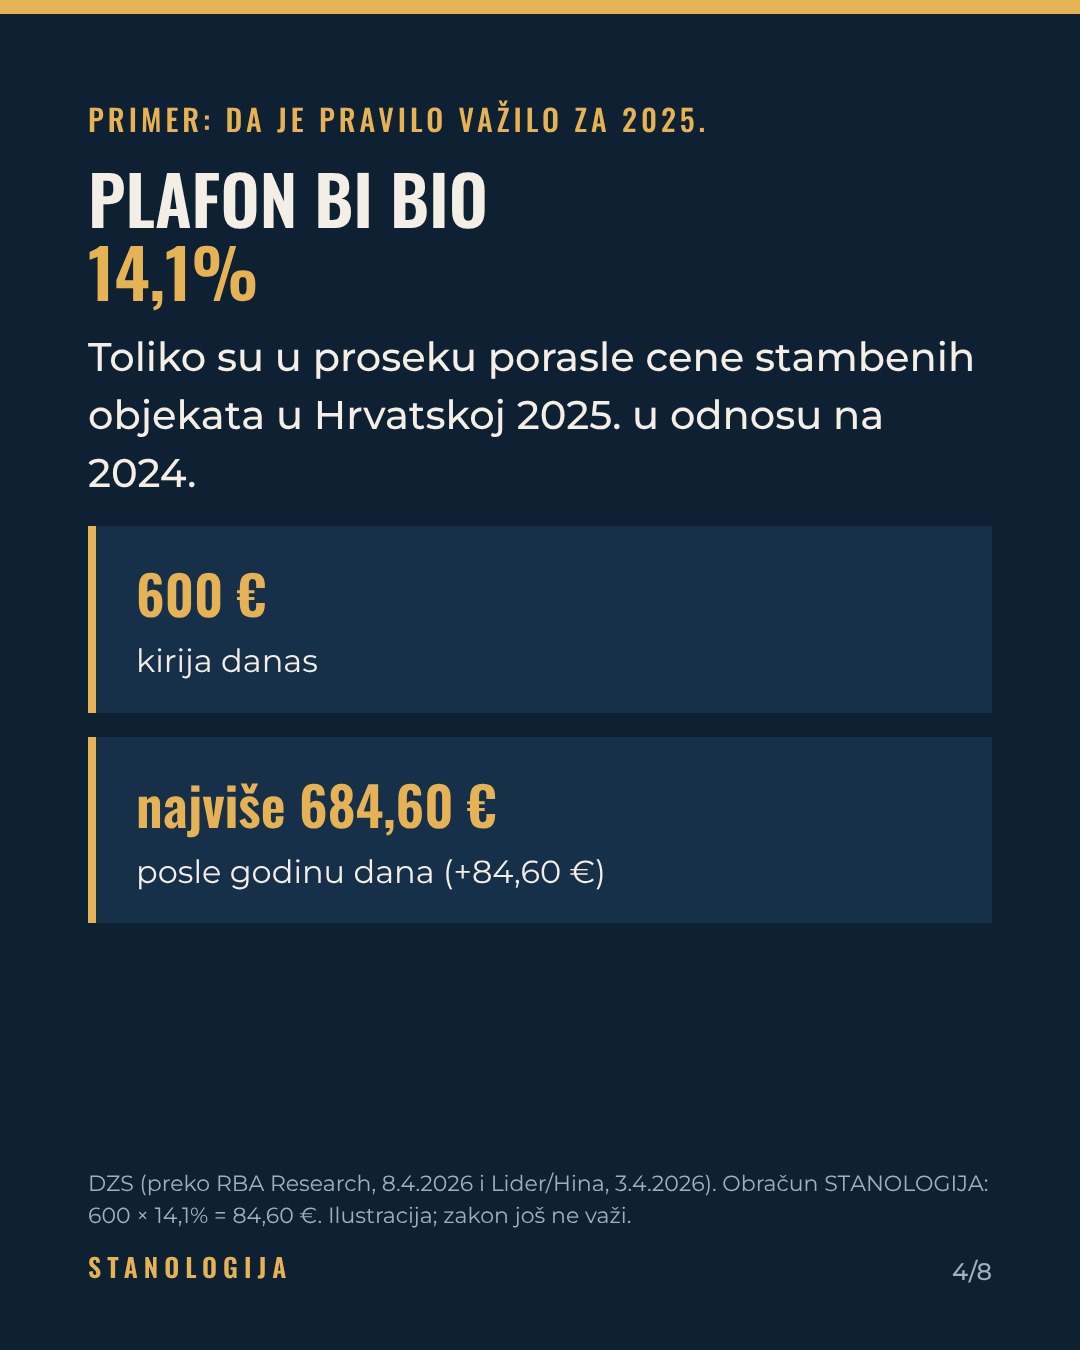 PRIMER: DA JE PRAVILO VAŽILO ZA 2025.
PLAFON BI BIO
14,1%
Toliko su u proseku porasle cene stambenih
objekata u Hrvatskoj 2025. u odnosu na
2024.
600 €
kirija danas
najviše 684,60 €
posle godinu dana (+84,60 €)
DZS (preko RBA Research, 8.4.2026 i Lider/Hina, 3.4.2026). Obračun STANOLOGIJA:
600 × 14,1% = 84,60 €. Ilustracija; zakon još ne važi.
STANOLOGIJA
4/8